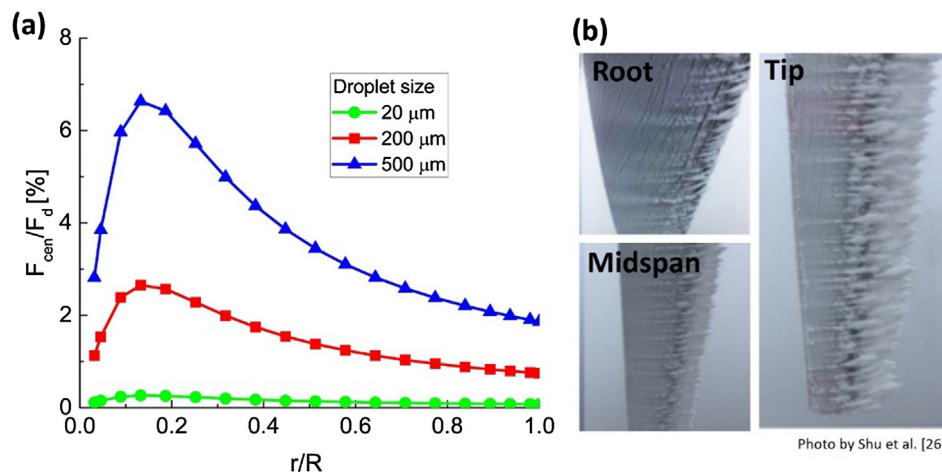 (a)
8
6
4
2
0
F_cen/F_d [%]
Droplet size
20 μm
200 μm
500 μm
0.0 0.2 0.4 0.6 0.8 1.0
r/R
(b)
Root
Tip
Midspan
Photo by Shu et al. [26